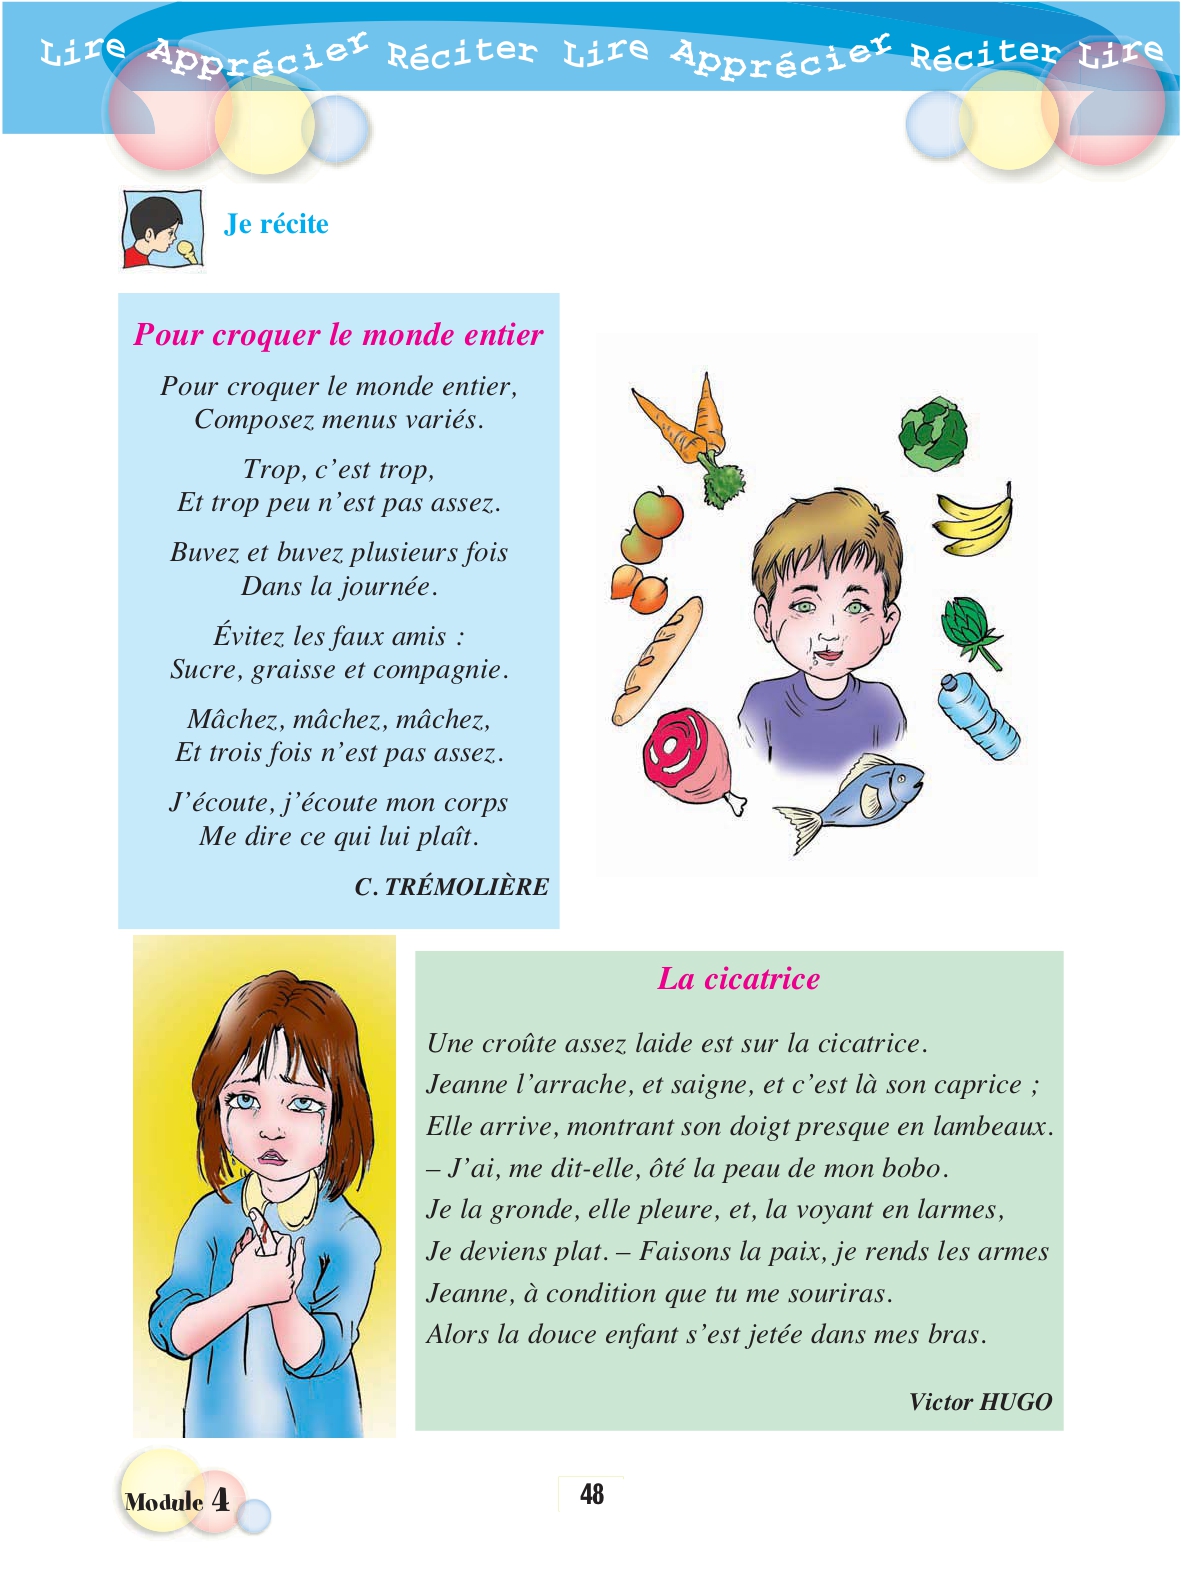 Lire Apprécier Réciter Lire Apprécier Réciter Lire
Je récite
Pour croquer le monde entier
Pour croquer le monde entier,
Composez menus variés.
Trop, c’est trop,
Et trop peu n’est pas assez.
Buvez et buvez plusieurs fois
Dans la journée.
Évitez les faux amis :
Sucre, graisse et compagnie.
Mâchez, mâchez, mâchez,
Et trois fois n’est pas assez.
J’écoute, j’écoute mon corps
Me dire ce qui lui plaît.
C. TRÉMOLIÈRE
La cicatrice
Une croûte assez laide est sur la cicatrice.
Jeanne l’arrache, et saigne, et c’est là son caprice ;
Elle arrive, montrant son doigt presque en lambeaux.
– J’ai, me dit-elle, ôté la peau de mon bobo.
Je la gronde, elle pleure, et, la voyant en larmes,
Je deviens plat. – Faisons la paix, je rends les armes
Jeanne, à condition que tu me souriras.
Alors la douce enfant s’est jetée dans mes bras.
Victor HUGO
Module 4
48